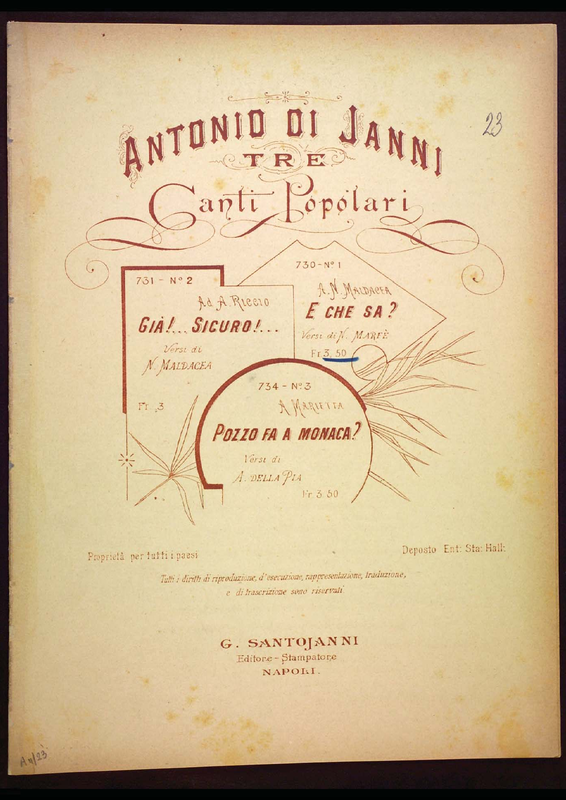 23
ANTONIO DI JANNI
TRE
Canti Popolari
731 - Nº 2
Ad A. Riccio
GIÀ!... SICURO!...
Versi di
N. MALDACEA
Fr. 3
730 - Nº 1
A N. MALDACEA
E CHE SA?
Versi di N. MARFÈ
Fr. 3, 50
734 - Nº 3
A MARIETTA
POZZO FA A MONACA?
Versi di
A. DELLA PIA
Fr. 3.50
Proprietà per tutti i paesi
Deposto Ent: Sta: Hall:
Tutti i diritti di riproduzione, d'esecuzione, rappresentazione, traduzione,
e di trascrizione sono riservati
G. SANTOJANNI
Editore - Stampatore
NAPOLI.